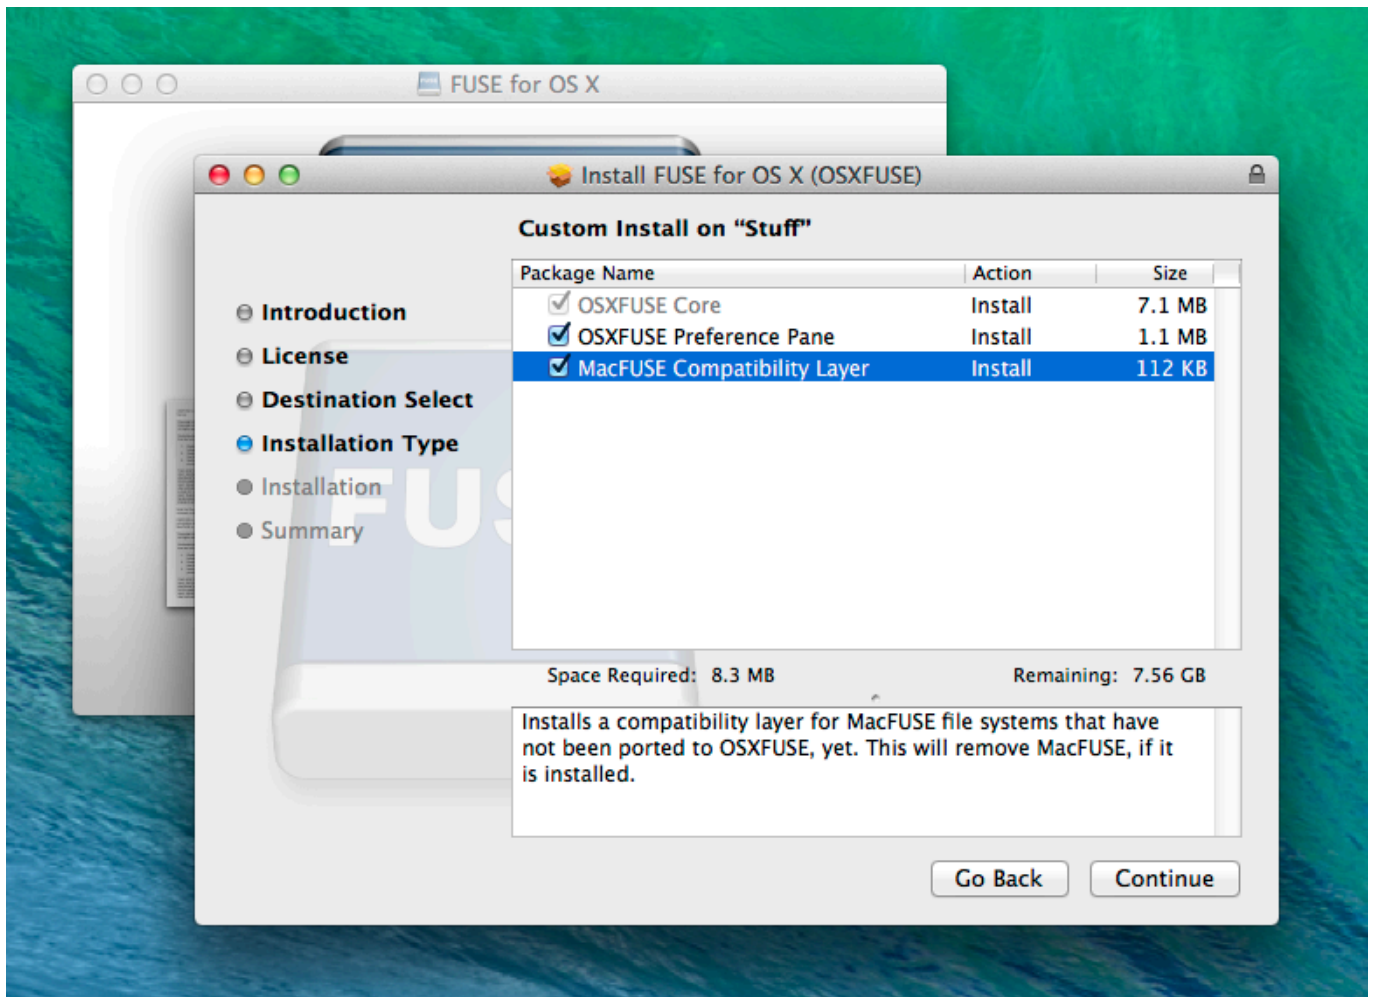 FUSE for OS X
Install FUSE for OS X (OSXFUSE)
Custom Install on “Stuff”
Package Name Action Size
OSXFUSE Core Install 7.1 MB
OSXFUSE Preference Pane Install 1.1 MB
MacFUSE Compatibility Layer Install 112 KB
Introduction
License
Destination Select
Installation Type
Installation
Summary
FUS
Space Required: 8.3 MB Remaining: 7.56 GB
Installs a compatibility layer for MacFUSE file systems that have
not been ported to OSXFUSE, yet. This will remove MacFUSE, if it
is installed.
Go Back Continue